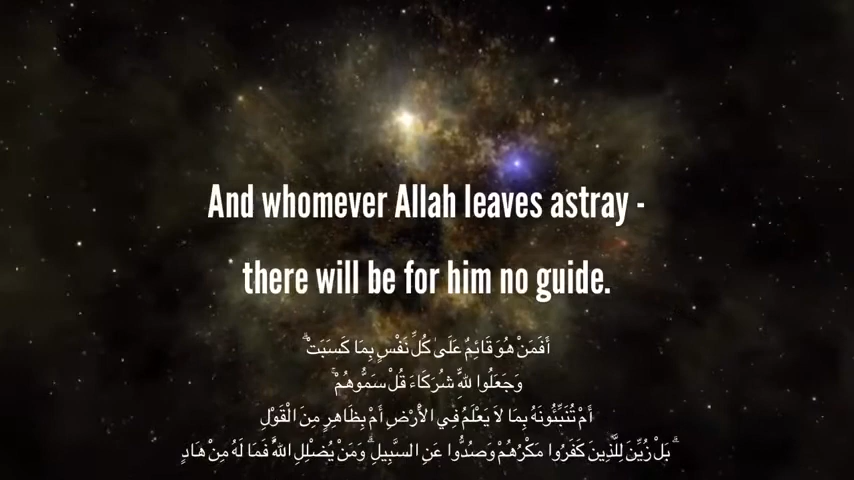 And whomever Allah leaves astray -
there will be for him no guide.
أَفَمَنْ هُوَ قَائِمٌ عَلَىٰ كُلِّ نَفْسٍ بِمَا كَسَبَتْ ۗ
وَجَعَلُوا لِلَّهِ شُرَكَاءَ قُلْ سَمُّوهُمْ ۚ
أَمْ تُنَبِّئُونَهُ بِمَا لَا يَعْلَمُ فِي الْأَرْضِ أَمْ بِظَاهِرٍ مِنَ الْقَوْلِ
ۗ بَلْ زُيِّنَ لِلَّذِينَ كَفَرُوا مَكْرُهُمْ وَصُدُّوا عَنِ السَّبِيلِ ۗ وَمَنْ يُضْلِلِ اللَّهُ فَمَا لَهُ مِنْ هَادٍ